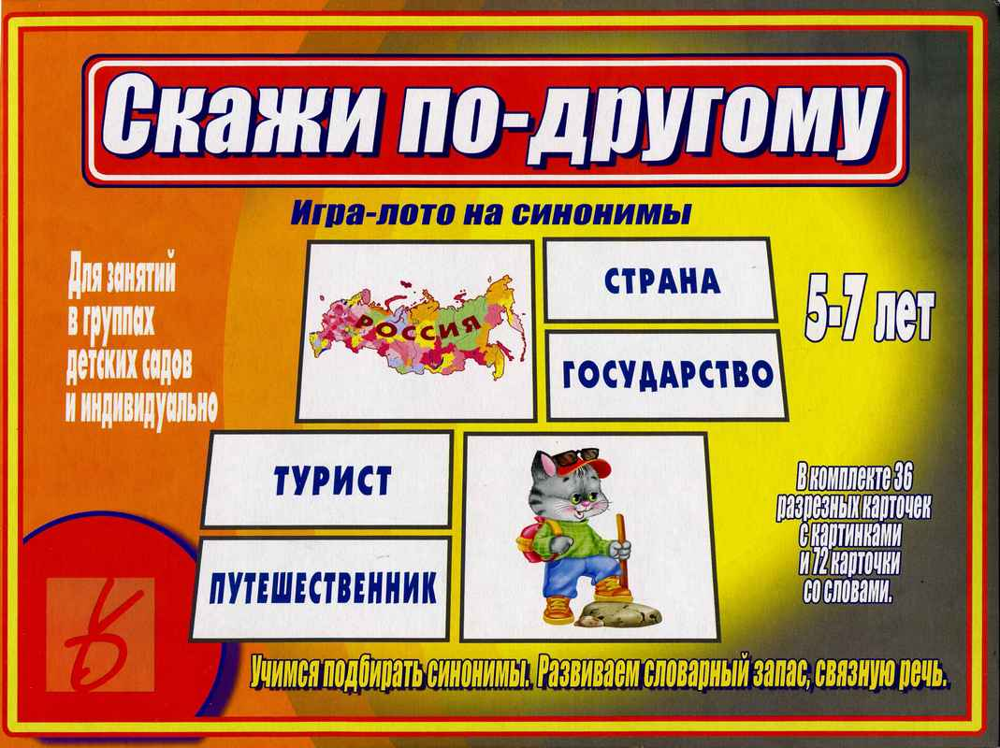 Скажи по-другому
Игра-лото на синонимы
Для занятий
в группах
детских садов
и индивидуально
РОССИЯ
СТРАНА
ГОСУДАРСТВО
5-7 лет
ТУРИСТ
ПУТЕШЕСТВЕННИК
В комплекте 36
разрезных карточек
с картинками
и 72 карточки
со словами.
Учимся подбирать синонимы. Развиваем словарный запас, связную речь.